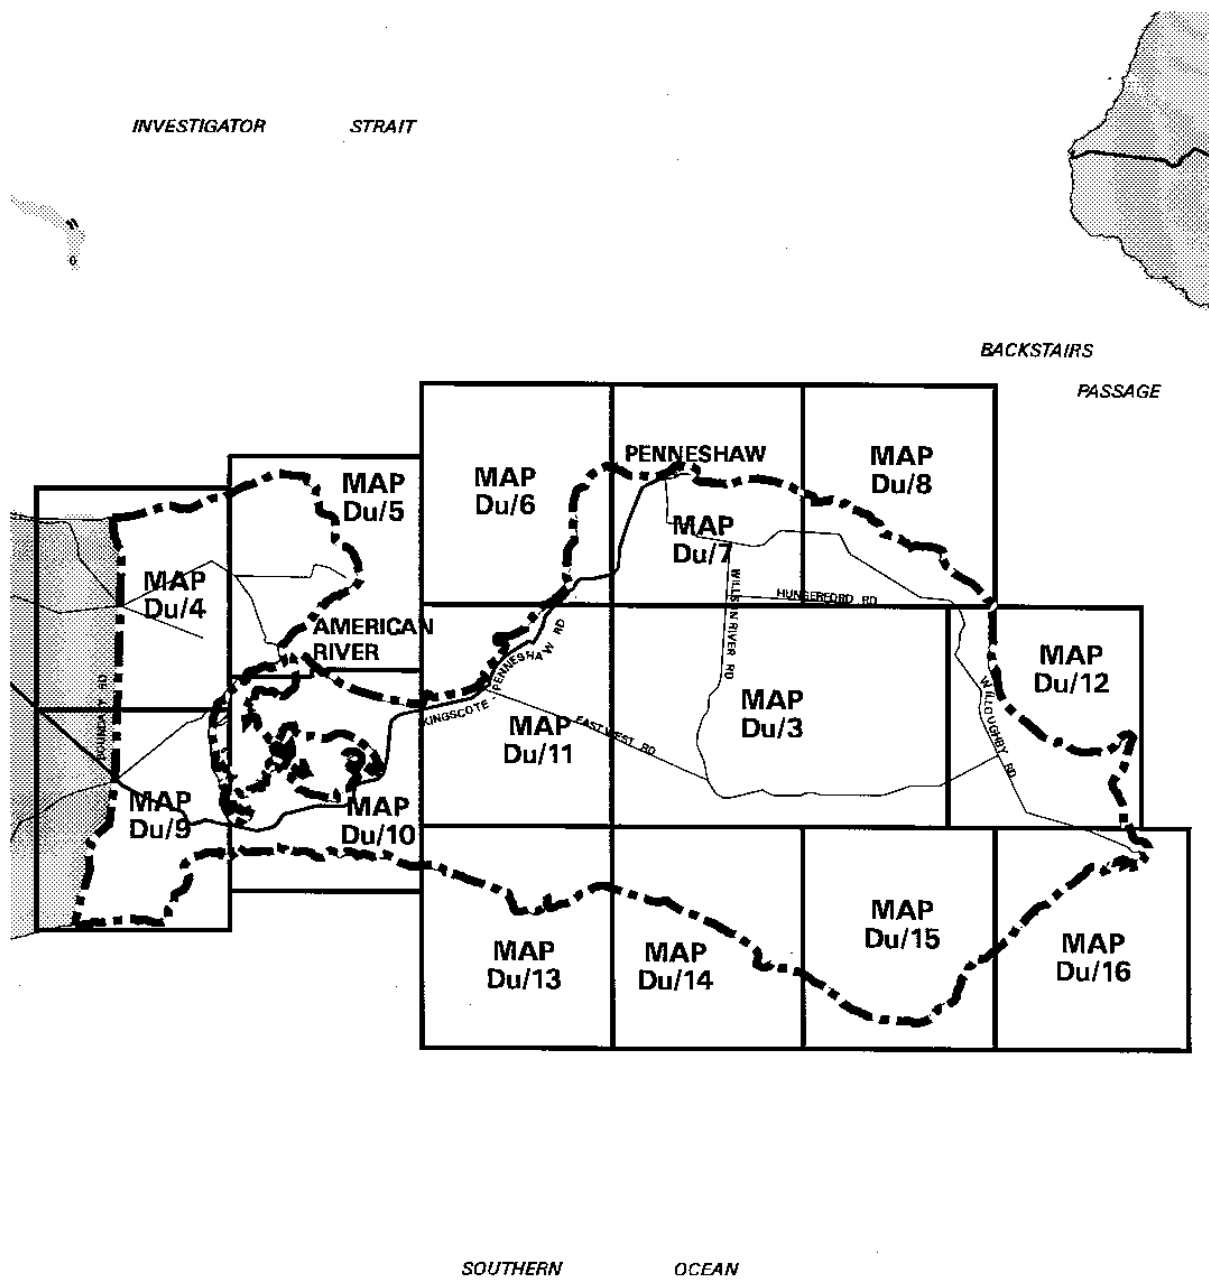 INVESTIGATOR STRAIT
BACKSTAIRS
PASSAGE
PENNESHAW
MAP
Du/8
MAP
Du/6
MAP
Du/5
MAP
Du/7
MAP
Du/4
WILLSON RIVER RD
HUNGERFORD RD
AMERICAN
RIVER
KINGSCOTE - PENNESHAW RD
MAP
Du/12
BOUNDARY RD
MAP
Du/3
WILLOUGHBY RD
MAP
Du/11
EAST WEST RD
MAP
Du/9
MAP
Du/10
MAP
Du/15
MAP
Du/13
MAP
Du/14
MAP
Du/16
SOUTHERN OCEAN